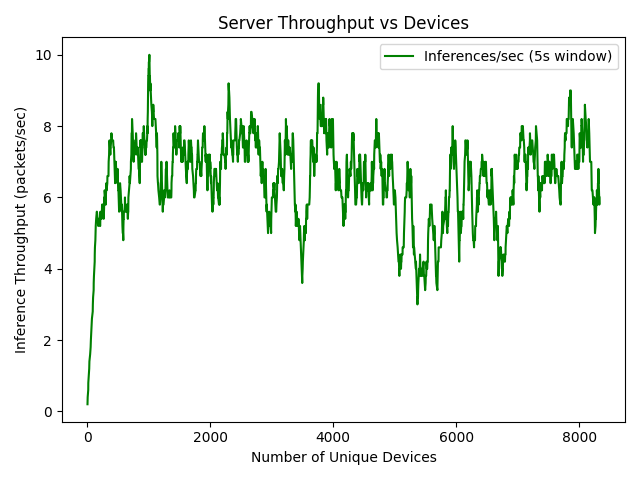 Server Throughput vs Devices
Inferences/sec (5s window)
Inference Throughput (packets/sec)
10
8
6
4
2
0
0 2000 4000 6000 8000
Number of Unique Devices